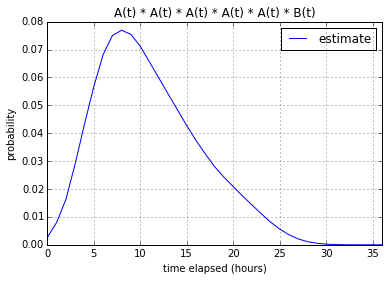 A(t) * A(t) * A(t) * A(t) * A(t) * B(t)
estimate
probability
0.08
0.07
0.06
0.05
0.04
0.03
0.02
0.01
0.00
0 5 10 15 20 25 30 35
time elapsed (hours)